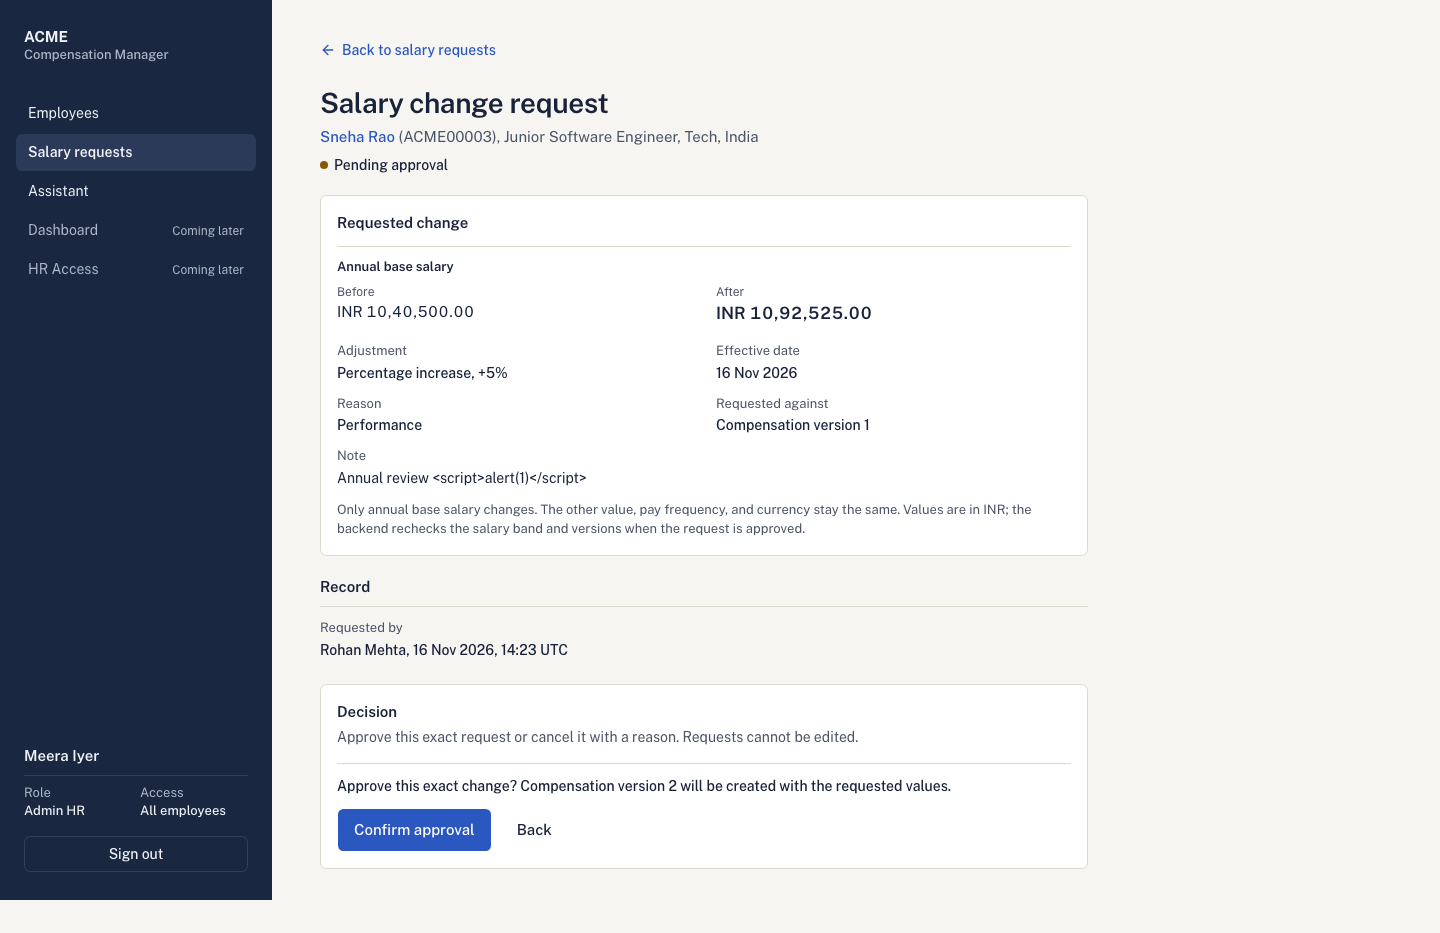 ACME
Compensation Manager
Employees
Salary requests
Assistant
Dashboard Coming later
HR Access Coming later
Meera Iyer
Role Access
Admin HR All employees
Sign out
← Back to salary requests
Salary change request
Sneha Rao (ACME00003), Junior Software Engineer, Tech, India
Pending approval
Requested change
Annual base salary
Before After
INR 10,40,500.00 INR 10,92,525.00
Adjustment Effective date
Percentage increase, +5% 16 Nov 2026
Reason Requested against
Performance Compensation version 1
Note
Annual review <script>alert(1)</script>
Only annual base salary changes. The other value, pay frequency, and currency stay the same. Values are in INR; the
backend rechecks the salary band and versions when the request is approved.
Record
Requested by
Rohan Mehta, 16 Nov 2026, 14:23 UTC
Decision
Approve this exact request or cancel it with a reason. Requests cannot be edited.
Approve this exact change? Compensation version 2 will be created with the requested values.
Confirm approval Back